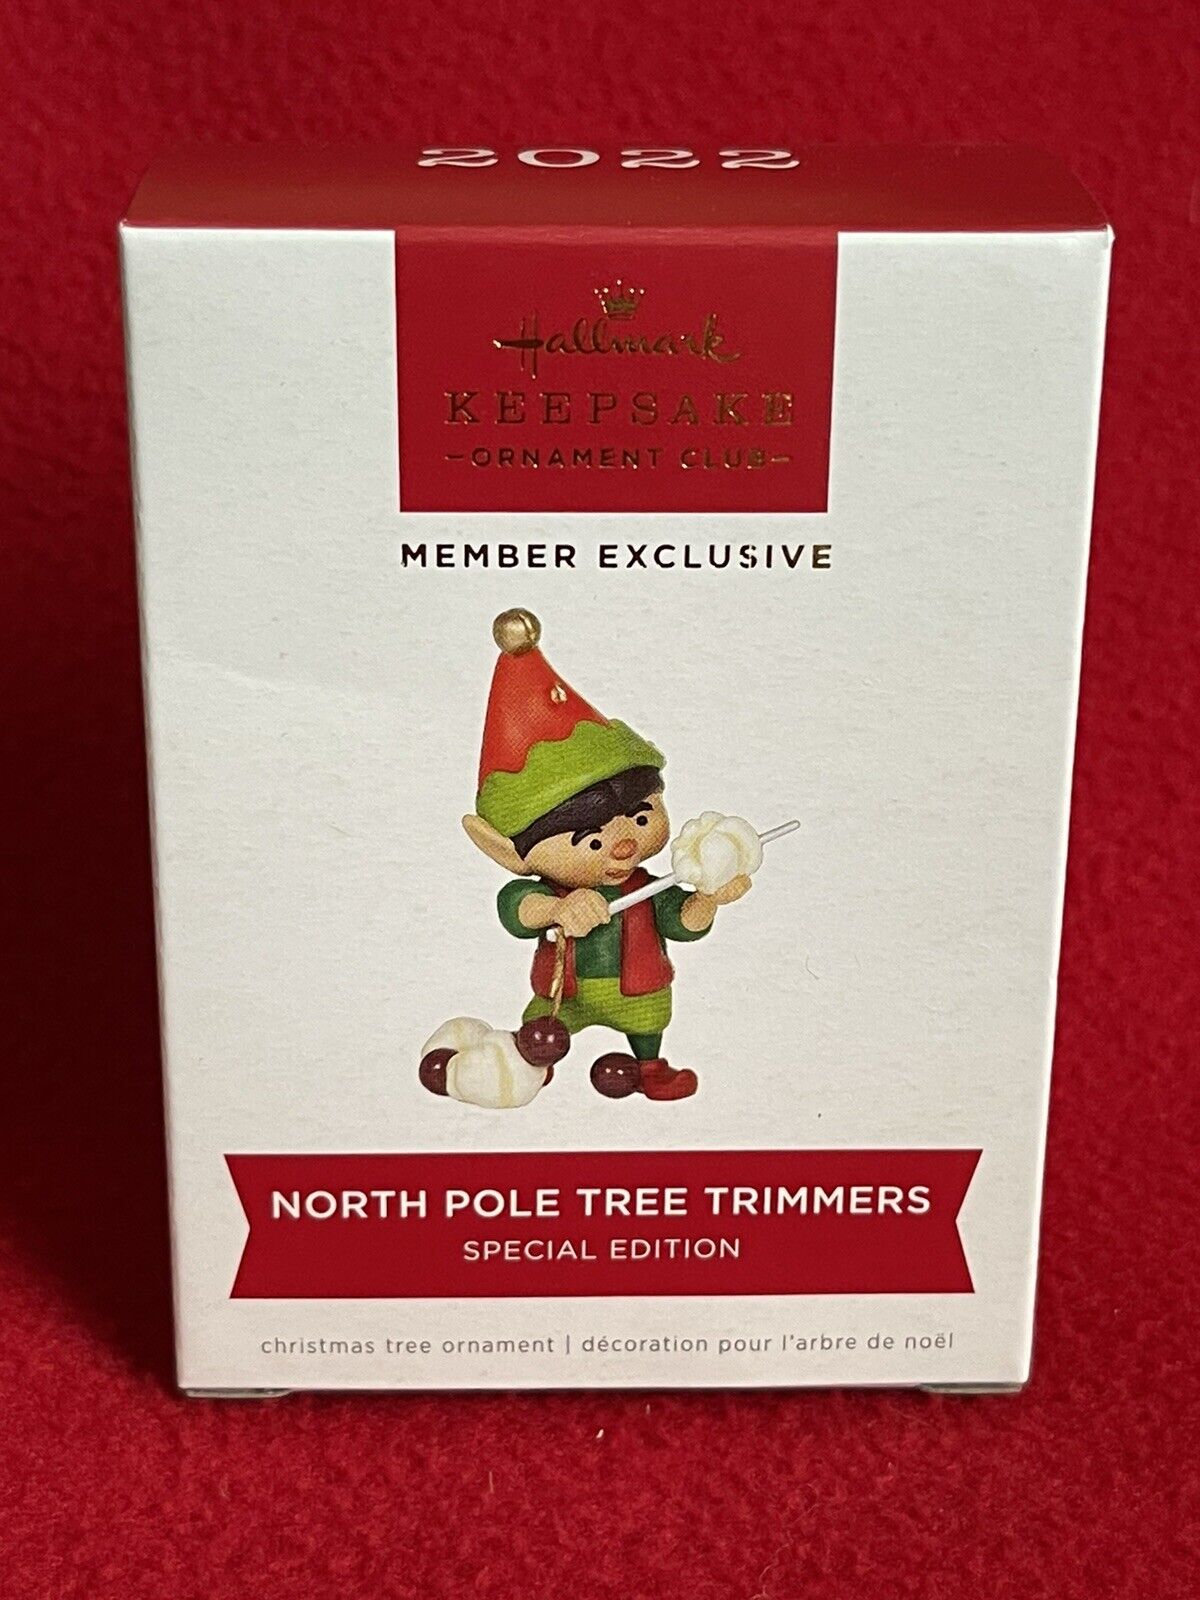 2022
Hallmark
KEEPSAKE
–ORNAMENT CLUB–
MEMBER EXCLUSIVE
NORTH POLE TREE TRIMMERS
SPECIAL EDITION
christmas tree ornament | décoration pour l'arbre de noël